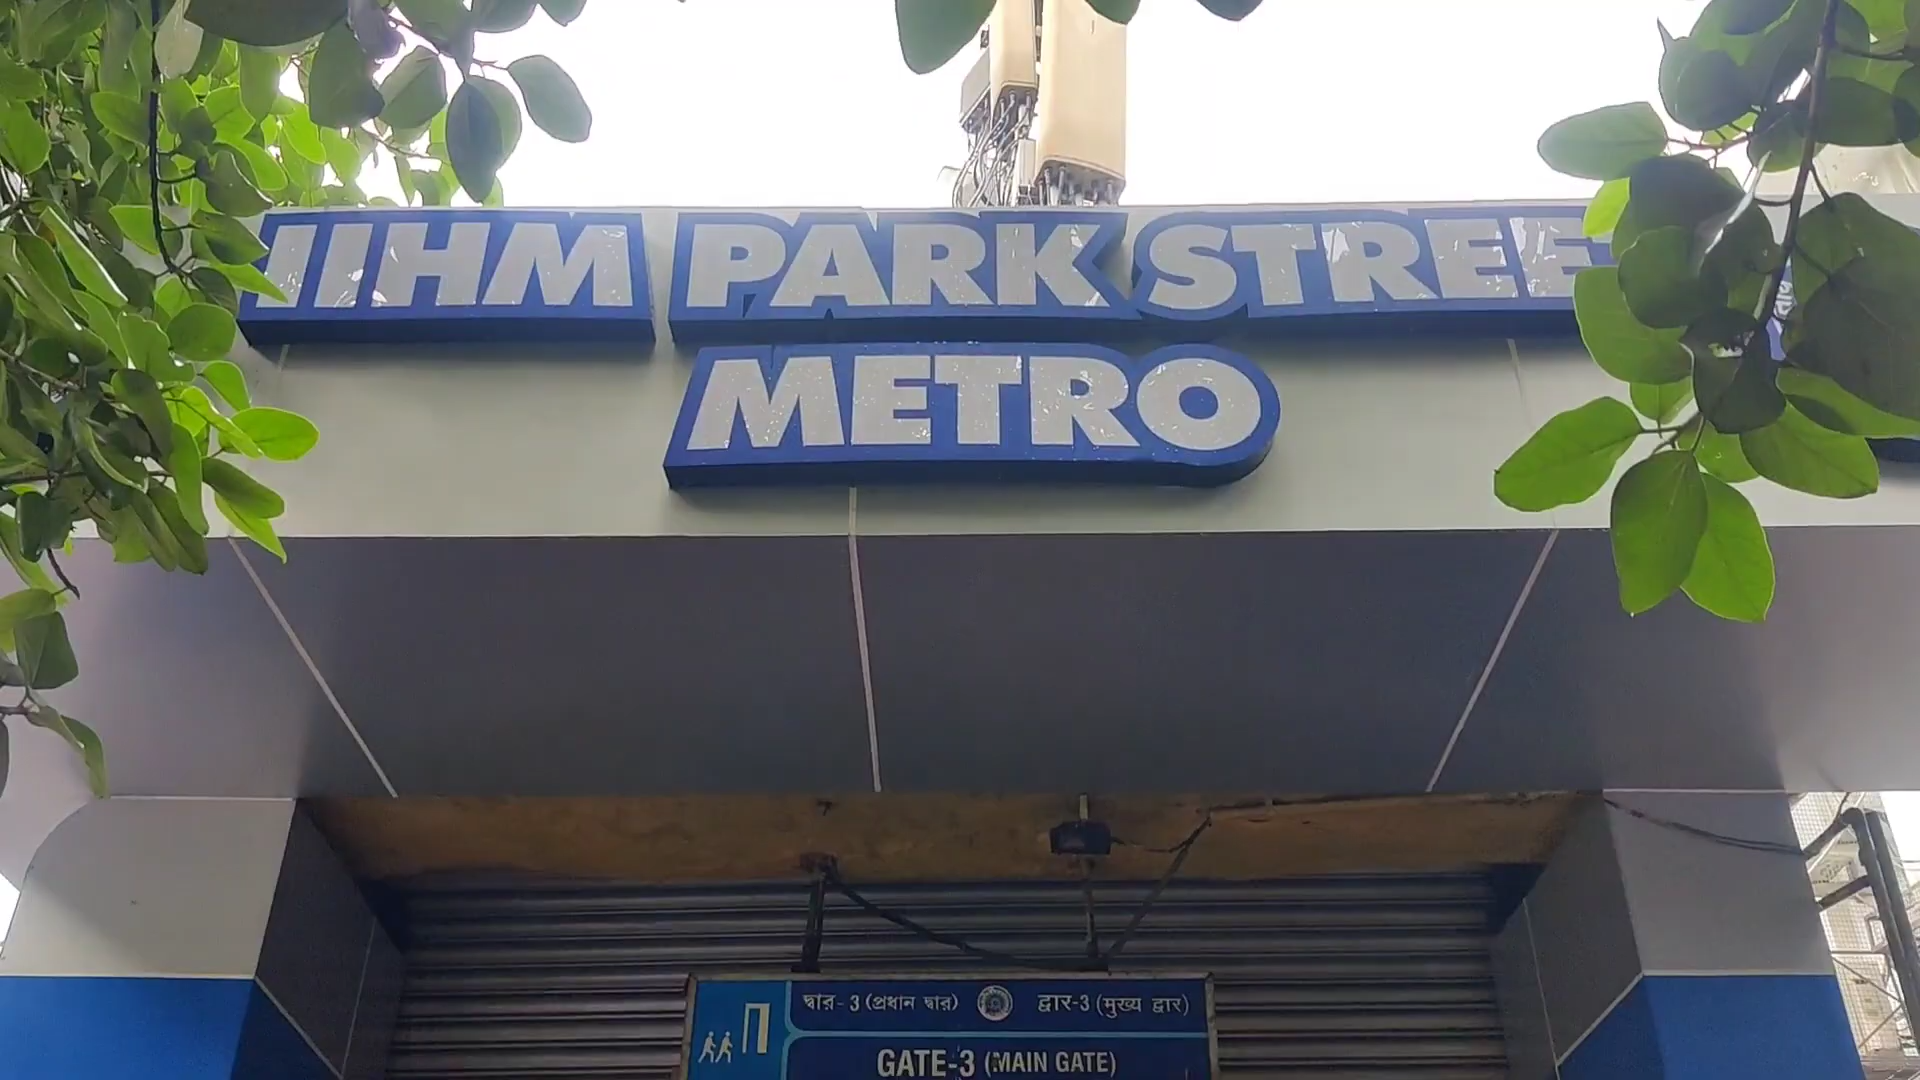 IIHM PARK STREE
METRO
দ্বার - 3 (প্রধান দ্বার) द्वार-3 (मुख्य द्वार)
GATE-3 (MAIN GATE)